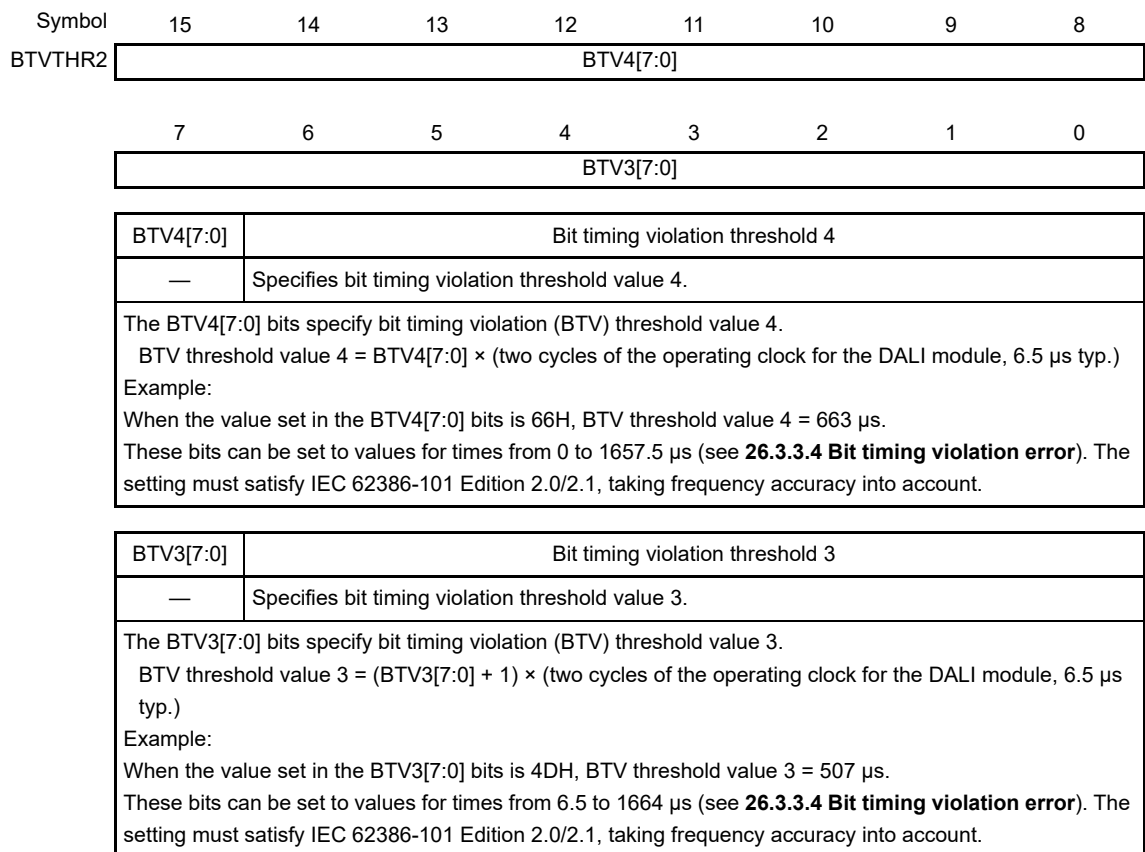 Symbol 15 14 13 12 11 10 9 8
BTVTHR2 BTV4[7:0]
7 6 5 4 3 2 1 0
BTV3[7:0]
BTV4[7:0] Bit timing violation threshold 4
— Specifies bit timing violation threshold value 4.
The BTV4[7:0] bits specify bit timing violation (BTV) threshold value 4.
BTV threshold value 4 = BTV4[7:0] × (two cycles of the operating clock for the DALI module, 6.5 µs typ.)
Example:
When the value set in the BTV4[7:0] bits is 66H, BTV threshold value 4 = 663 µs.
These bits can be set to values for times from 0 to 1657.5 µs (see 26.3.3.4 Bit timing violation error). The
setting must satisfy IEC 62386-101 Edition 2.0/2.1, taking frequency accuracy into account.
BTV3[7:0] Bit timing violation threshold 3
— Specifies bit timing violation threshold value 3.
The BTV3[7:0] bits specify bit timing violation (BTV) threshold value 3.
BTV threshold value 3 = (BTV3[7:0] + 1) × (two cycles of the operating clock for the DALI module, 6.5 µs
typ.)
Example:
When the value set in the BTV3[7:0] bits is 4DH, BTV threshold value 3 = 507 µs.
These bits can be set to values for times from 6.5 to 1664 µs (see 26.3.3.4 Bit timing violation error). The
setting must satisfy IEC 62386-101 Edition 2.0/2.1, taking frequency accuracy into account.